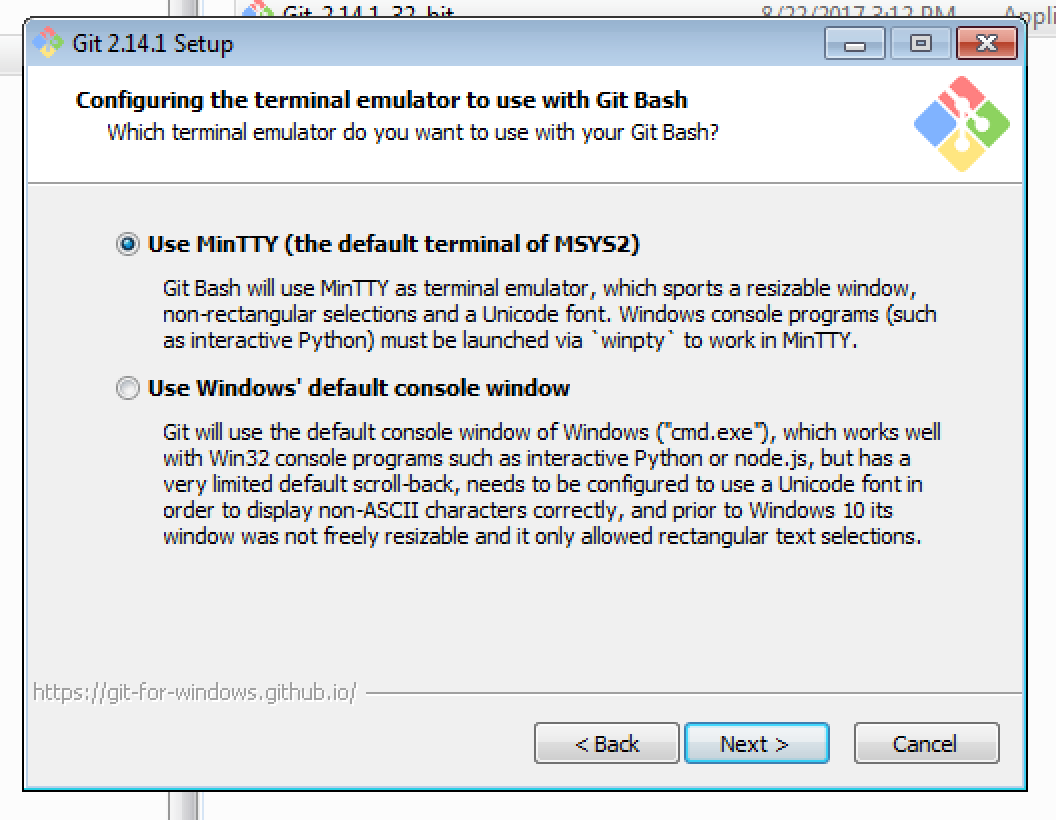 Git 2.14.1 32 bit 8/22/2017 3:12 PM Appli
Git 2.14.1 Setup
Configuring the terminal emulator to use with Git Bash
Which terminal emulator do you want to use with your Git Bash?
Use MinTTY (the default terminal of MSYS2)
Git Bash will use MinTTY as terminal emulator, which sports a resizable window,
non-rectangular selections and a Unicode font. Windows console programs (such
as interactive Python) must be launched via `winpty` to work in MinTTY.
Use Windows' default console window
Git will use the default console window of Windows ("cmd.exe"), which works well
with Win32 console programs such as interactive Python or node.js, but has a
very limited default scroll-back, needs to be configured to use a Unicode font in
order to display non-ASCII characters correctly, and prior to Windows 10 its
window was not freely resizable and it only allowed rectangular text selections.
https://git-for-windows.github.io/
< Back Next > Cancel